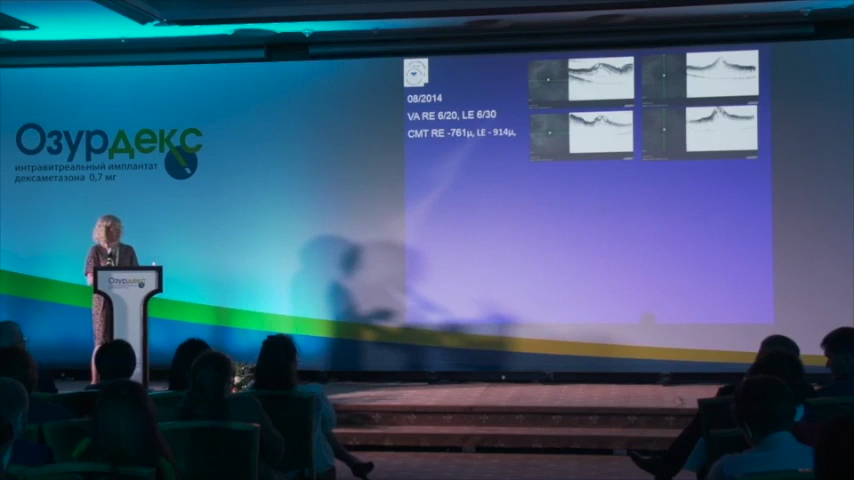 Озурдекс
интравитреальный имплантат
дексаметазона 0,7 мг
08/2014
VA RE 6/20, LE 6/30
CMT RE -761µ, LE - 914µ,
Озурдекс